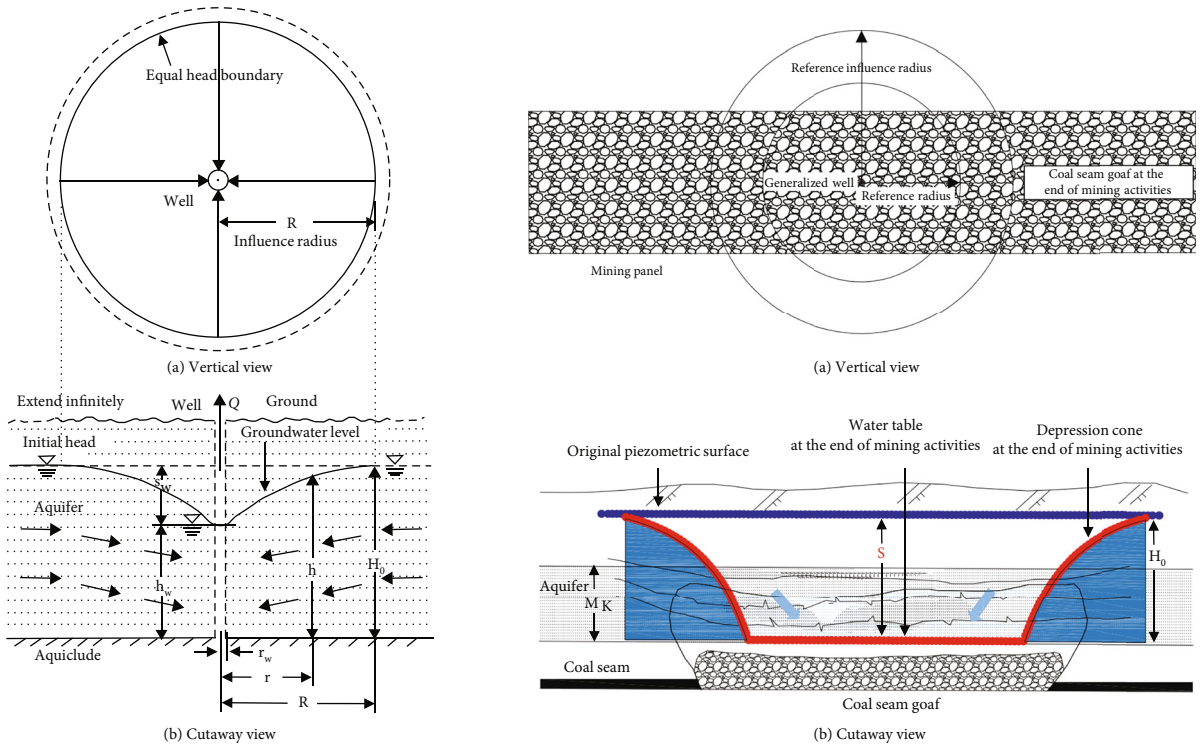 Equal head boundary
Well
R
Influence radius
(a) Vertical view
Extend infinitely
Well
Q
Ground
Initial head
Groundwater level
s_w
Aquifer
h_w
h
H_0
Aquiclude
r_w
r
R
(b) Cutaway view
Reference influence radius
Generalized well
Reference radius
Coal seam goaf at the
end of mining activities
Mining panel
(a) Vertical view
Water table
at the end of mining activities
Depression cone
at the end of mining activities
Original piezometric surface
S
H_0
Aquifer
M
K
Coal seam
Coal seam goaf
(b) Cutaway view